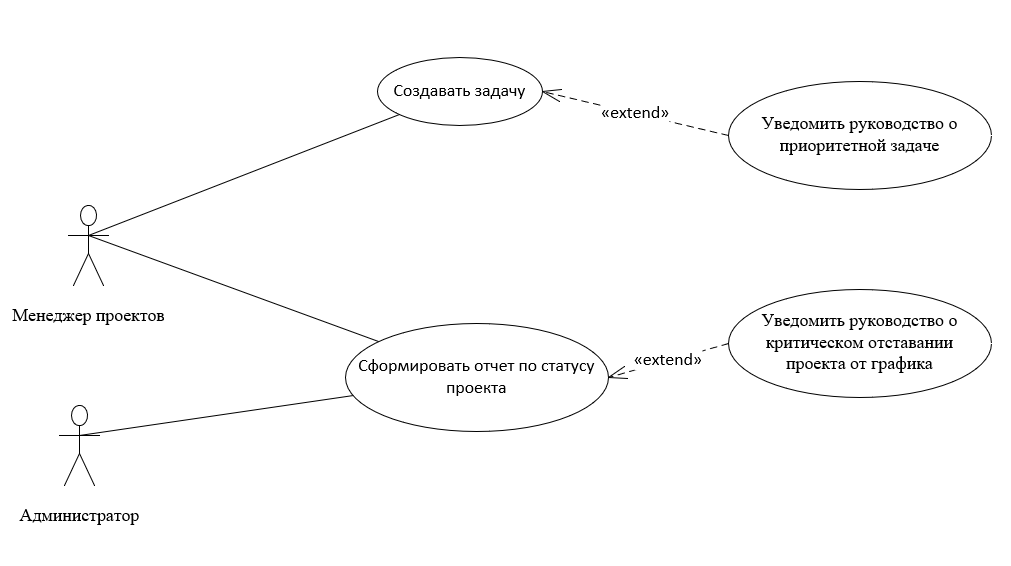 Создавать задачу
«extend»
Уведомить руководство о
приоритетной задаче
Менеджер проектов
Сформировать отчет по статусу
проекта
«extend»
Уведомить руководство о
критическом отставании
проекта от графика
Администратор